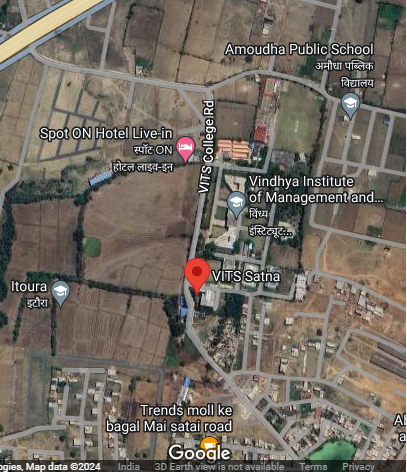 Amoudha Public School
अमौधा पब्लिक
विद्यालय
Spot ON Hotel Live-in
स्पॉट ON
होटल लाइव-इन
VITS College Rd
Vindhya Institute
of Management and...
विंध्य
इंस्टिट्यूट...
VITS Satna
Itoura
इटौरा
Trends moll ke
bagal Mai satai road
Al
a
Google
ogies, Map data ©2024 India 3D Earth view is not available Terms Privacy